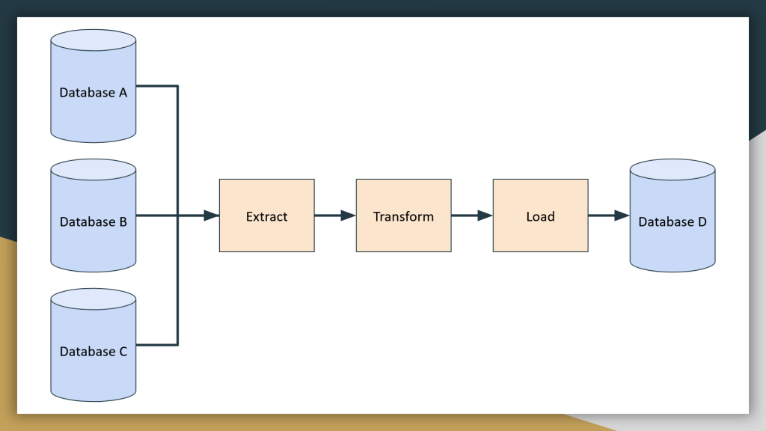 Database A
Database B
Database C
Extract
Transform
Load
Database D